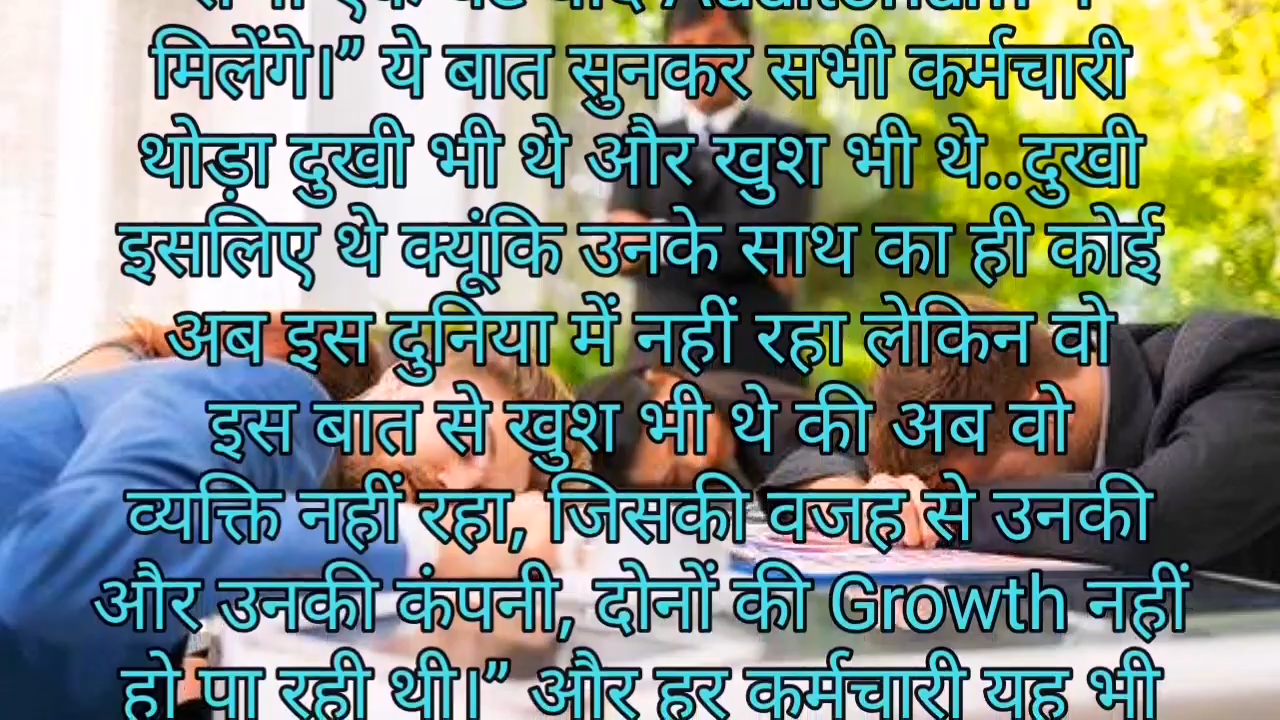 Auditorium
मिलेंगे।” ये बात सुनकर सभी कर्मचारी
थोड़ा दुखी भी थे और खुश भी थे..दुखी
इसलिए थे क्यूंकि उनके साथ का ही कोई
अब इस दुनिया में नहीं रहा लेकिन वो
इस बात से खुश भी थे की अब वो
व्यक्ति नहीं रहा, जिसकी वजह से उनकी
और उनकी कंपनी, दोनों की Growth नहीं
हो पा रही थी।” और हर कर्मचारी यह भी